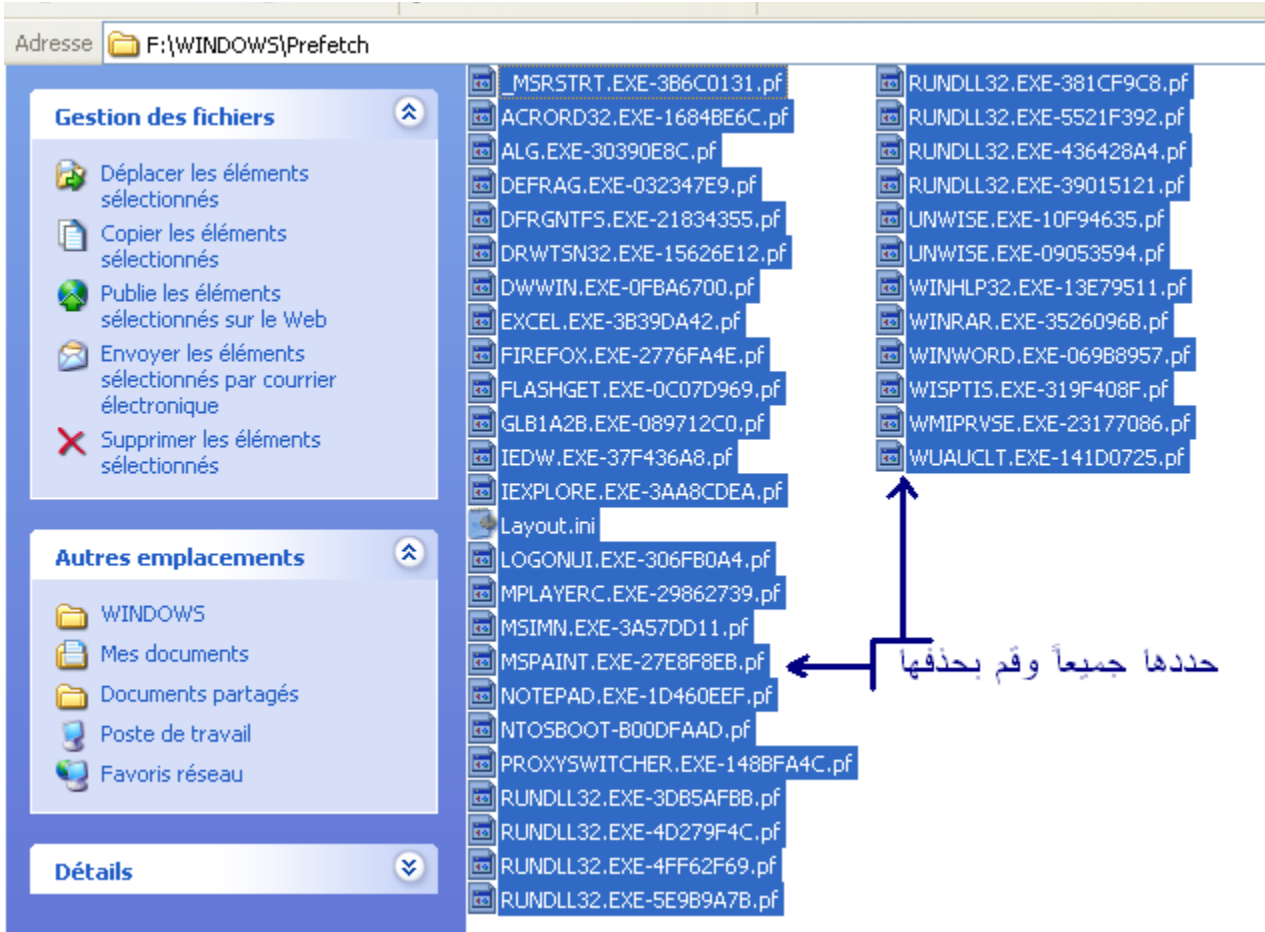 Adresse F:\WINDOWS\Prefetch
Gestion des fichiers
Déplacer les éléments
sélectionnés
Copier les éléments
sélectionnés
Publie les éléments
sélectionnés sur le Web
Envoyer les éléments
sélectionnés par courrier
électronique
Supprimer les éléments
sélectionnés
Autres emplacements
WINDOWS
Mes documents
Documents partagés
Poste de travail
Favoris réseau
Détails
_MSRSTRT.EXE-3B6C0131.pf
ACRORD32.EXE-1684BE6C.pf
ALG.EXE-30390E8C.pf
DEFRAG.EXE-032347E9.pf
DFRGNTFS.EXE-21834355.pf
DRWTSN32.EXE-15626E12.pf
DWWIN.EXE-0FBA6700.pf
EXCEL.EXE-3B39DA42.pf
FIREFOX.EXE-2776FA4E.pf
FLASHGET.EXE-0C07D969.pf
GLB1A2B.EXE-089712C0.pf
IEDW.EXE-37F436A8.pf
IEXPLORE.EXE-3AA8CDEA.pf
Layout.ini
LOGONUI.EXE-306FB0A4.pf
MPLAYERC.EXE-29862739.pf
MSIMN.EXE-3A57DD11.pf
MSPAINT.EXE-27E8F8EB.pf
NOTEPAD.EXE-1D460EEF.pf
NTOSBOOT-B00DFAAD.pf
PROXYSWITCHER.EXE-148BFA4C.pf
RUNDLL32.EXE-3DB5AFBB.pf
RUNDLL32.EXE-4D279F4C.pf
RUNDLL32.EXE-4FF62F69.pf
RUNDLL32.EXE-5E9B9A7B.pf
RUNDLL32.EXE-381CF9C8.pf
RUNDLL32.EXE-5521F392.pf
RUNDLL32.EXE-436428A4.pf
RUNDLL32.EXE-39015121.pf
UNWISE.EXE-10F94635.pf
UNWISE.EXE-09053594.pf
WINHLP32.EXE-13E79511.pf
WINRAR.EXE-3526096B.pf
WINWORD.EXE-069B8957.pf
WISPTIS.EXE-319F408F.pf
WMIPRVSE.EXE-23177086.pf
WUAUCLT.EXE-141D0725.pf
حددها جميعاً وقم بحذفها